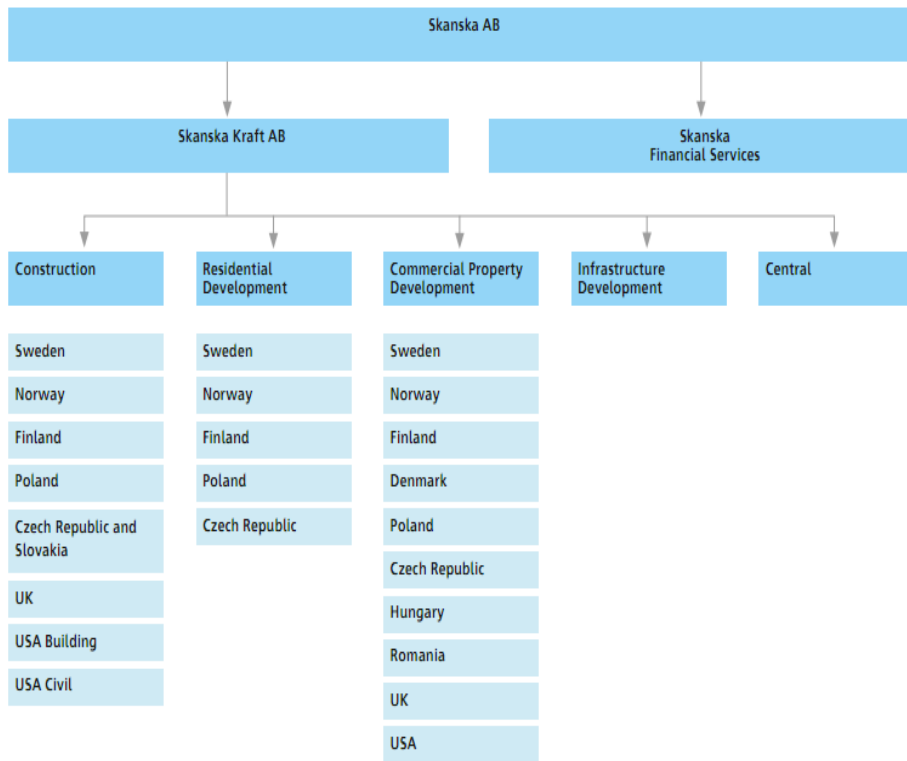 Skanska AB
Skanska Kraft AB
Skanska
Financial Services
Construction
Residential
Development
Commercial Property
Development
Infrastructure
Development
Central
Sweden
Norway
Finland
Poland
Czech Republic and
Slovakia
UK
USA Building
USA Civil
Sweden
Norway
Finland
Poland
Czech Republic
Sweden
Norway
Finland
Denmark
Poland
Czech Republic
Hungary
Romania
UK
USA